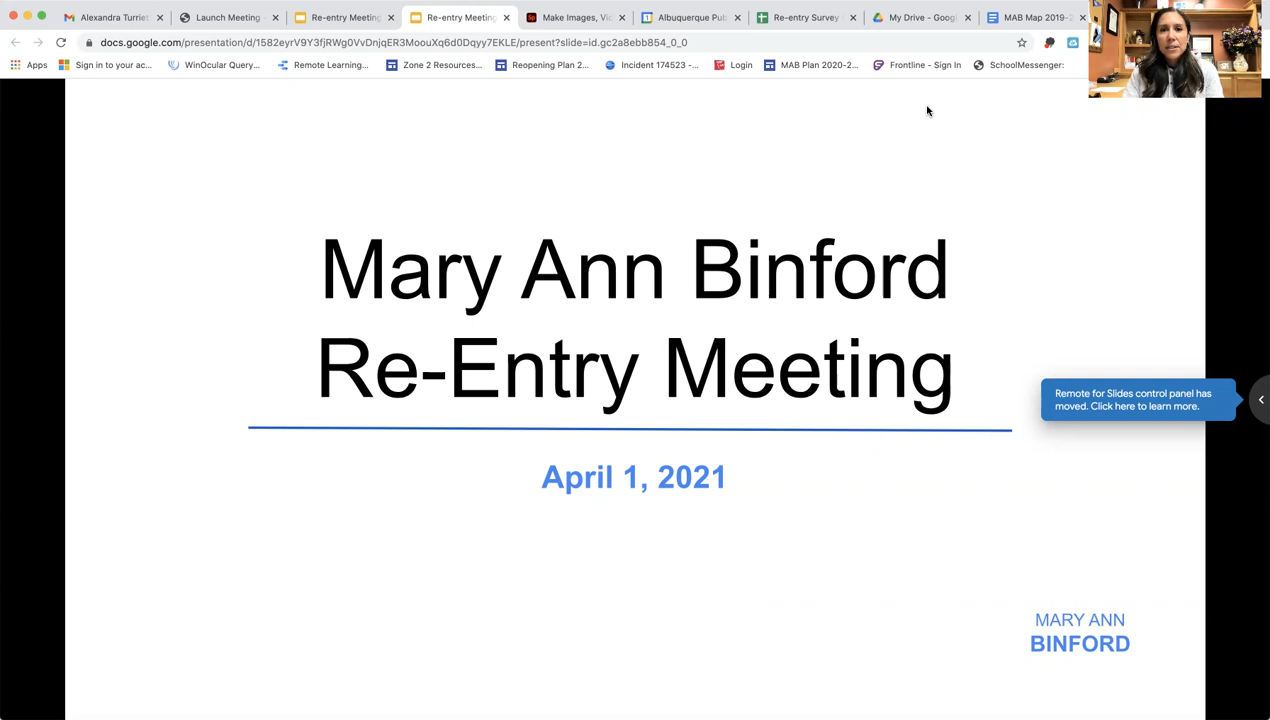 Alexandra Turriet
Launch Meeting -
Re-entry Meeting
Re-entry Meeting
Make Images, Vid
Albuquerque Pub
Re-entry Survey
My Drive - Googl
MAB Map 2019-2
docs.google.com/presentation/d/1582eyrV9Y3fjRWg0VvDnjqER3MoouXq6d0Dqyy7EKLE/present?slide=id.gc2a8ebb854_0_0
Apps
Sign in to your ac...
WinOcular Query...
Remote Learning...
Zone 2 Resources...
Reopening Plan 2...
Incident 174523 -...
Login
MAB Plan 2020-2...
Frontline - Sign In
SchoolMessenger:
Mary Ann Binford
Re-Entry Meeting
Remote for Slides control panel has
moved. Click here to learn more.
April 1, 2021
MARY ANN
BINFORD